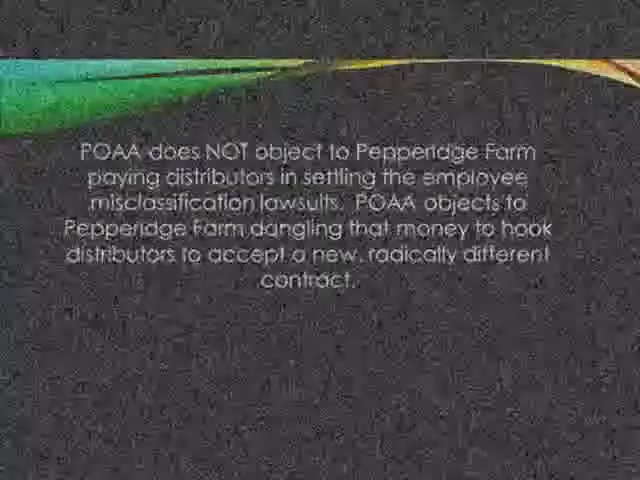 POAA does NOT object to Pepperidge Farm
paying distributors in settling the employee
misclassification lawsuits. POAA objects to
Pepperidge Farm dangling that money to hook
distributors to accept a new, radically different
contract.